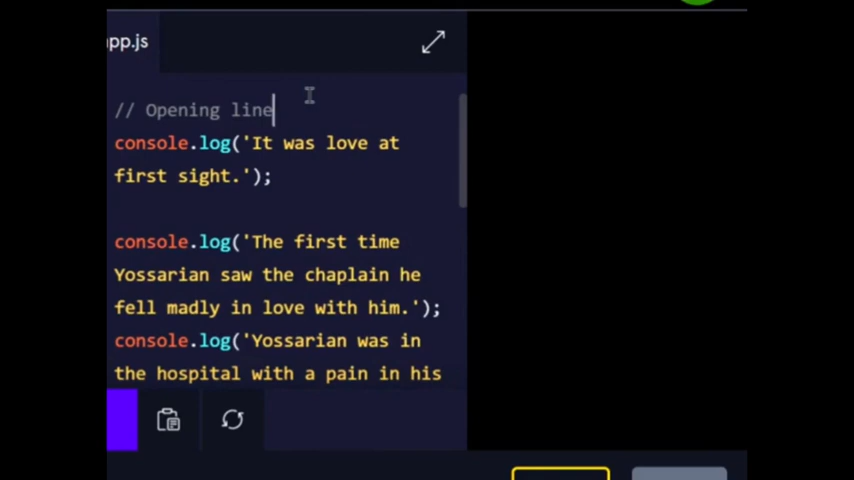 app.js
// Opening line
console.log('It was love at
first sight.');
console.log('The first time
Yossarian saw the chaplain he
fell madly in love with him.');
console.log('Yossarian was in
the hospital with a pain in his